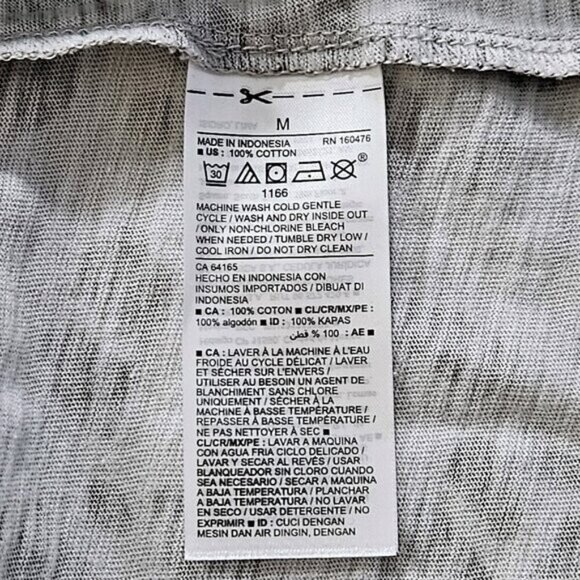 M
MADE IN INDONESIA RN 160476
■ US : 100% COTTON
30 ®
1166
MACHINE WASH COLD GENTLE
CYCLE / WASH AND DRY INSIDE OUT
/ ONLY NON-CHLORINE BLEACH
WHEN NEEDED / TUMBLE DRY LOW /
COOL IRON / DO NOT DRY CLEAN
CA 64165
HECHO EN INDONESIA CON
INSUMOS IMPORTADOS / DIBUAT DI
INDONESIA
■ CA : 100% COTON ■ CL/CR/MX/PE :
100% algodón ■ ID : 100% KAPAS
■ AE : 100 % قطن
■ CA : LAVER À LA MACHINE À L'EAU
FROIDE AU CYCLE DÉLICAT / LAVER
ET SÉCHER SUR L'ENVERS /
UTILISER AU BESOIN UN AGENT DE
BLANCHIMENT SANS CHLORE
UNIQUEMENT / SÉCHER À LA
MACHINE À BASSE TEMPÉRATURE /
REPASSER À BASSE TEMPÉRATURE /
NE PAS NETTOYER À SEC ■
CL/CR/MX/PE : LAVAR A MAQUINA
CON AGUA FRIA CICLO DELICADO /
LAVAR Y SECAR AL REVÉS / USAR
BLANQUEADOR SIN CLORO CUANDO
SEA NECESARIO / SECAR A MAQUINA
A BAJA TEMPERATURA / PLANCHAR
A BAJA TEMPERATURA / NO LAVAR
EN SECO / USAR DETERGENTE / NO
EXPRIMIR ■ ID : CUCI DENGAN
MESIN DAN AIR DINGIN, DENGAN